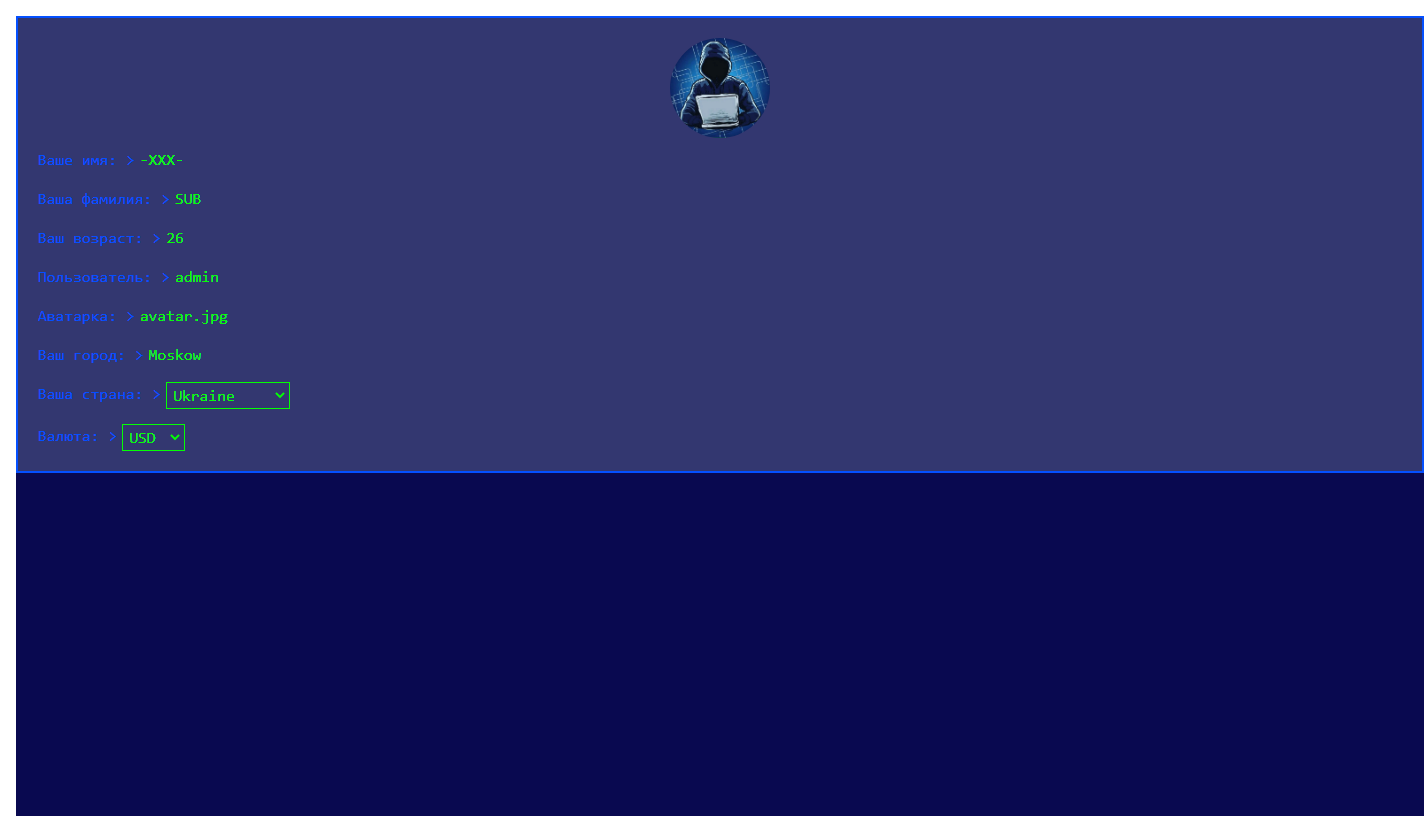 Ваше имя: > -XXX-
Ваша фамилия: > SUB
Ваш возраст: > 26
Пользователь: > admin
Аватарка: > avatar.jpg
Ваш город: > Moskow
Ваша страна: > Ukraine
Валюта: > USD